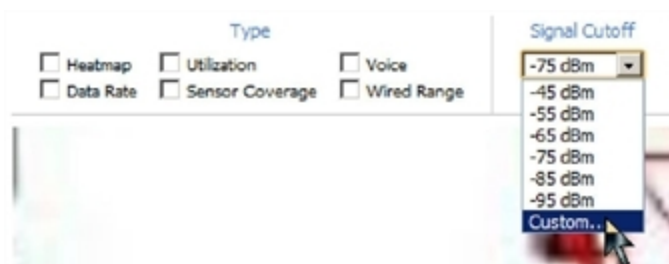 Type
Signal Cutoff
Heatmap Utilization Voice
-75 dBm
Data Rate Sensor Coverage Wired Range
-45 dBm
-55 dBm
-65 dBm
-75 dBm
-85 dBm
-95 dBm
Custom..